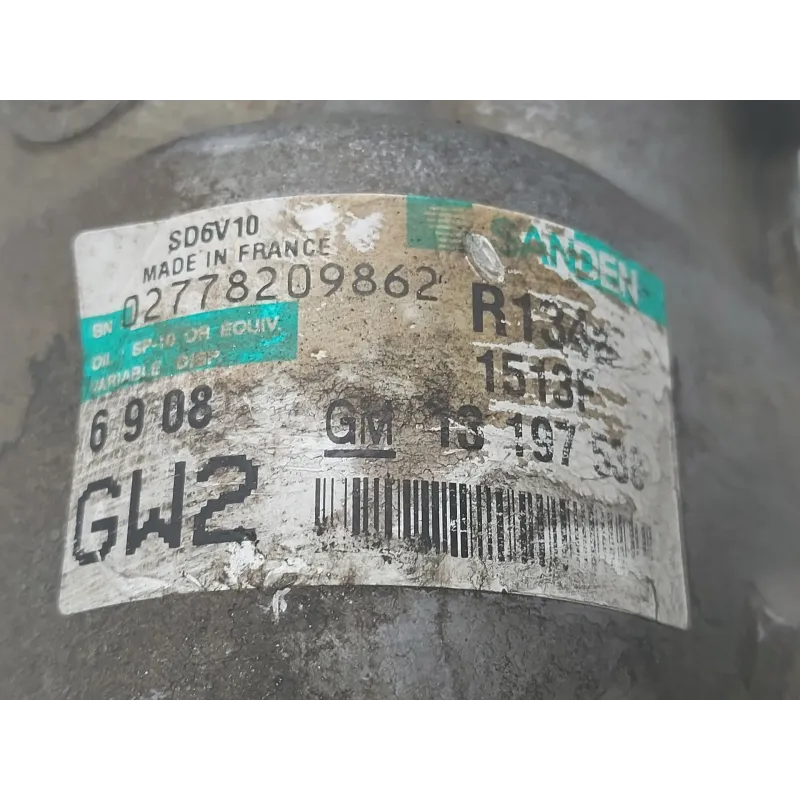 SD6V10
MADE IN FRANCE
SANDEN
SN 02778209862
R134a
OIL SP-10 OR EQUIV.
VARIABLE DISP.
1513F
6 9 08
GM 13 197 538
GW2